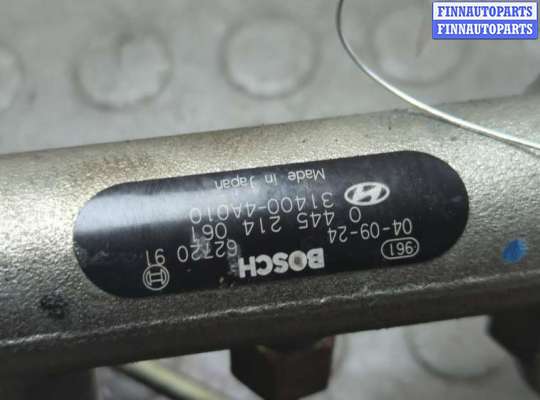 FINNAUTOPARTS
FINNAUTOPARTS
BOSCH
961
04-09-24
62720 91
0 445 214 061
31400-4A010
Made in Japan